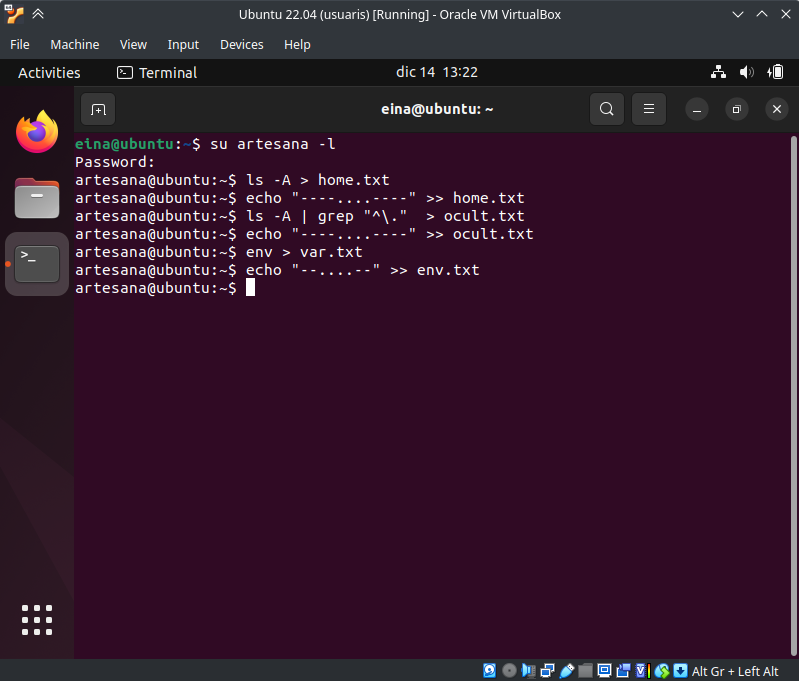 Ubuntu 22.04 (usuaris) [Running] - Oracle VM VirtualBox
File Machine View Input Devices Help
Activities Terminal dic 14 13:22
eina@ubuntu: ~
eina@ubuntu:~$ su artesana -l
Password:
artesana@ubuntu:~$ ls -A > home.txt
artesana@ubuntu:~$ echo "----....----" >> home.txt
artesana@ubuntu:~$ ls -A | grep "^\."  > ocult.txt
artesana@ubuntu:~$ echo "----....----" >> ocult.txt
artesana@ubuntu:~$ env > var.txt
artesana@ubuntu:~$ echo "--....--" >> env.txt
artesana@ubuntu:~$
Alt Gr + Left Alt